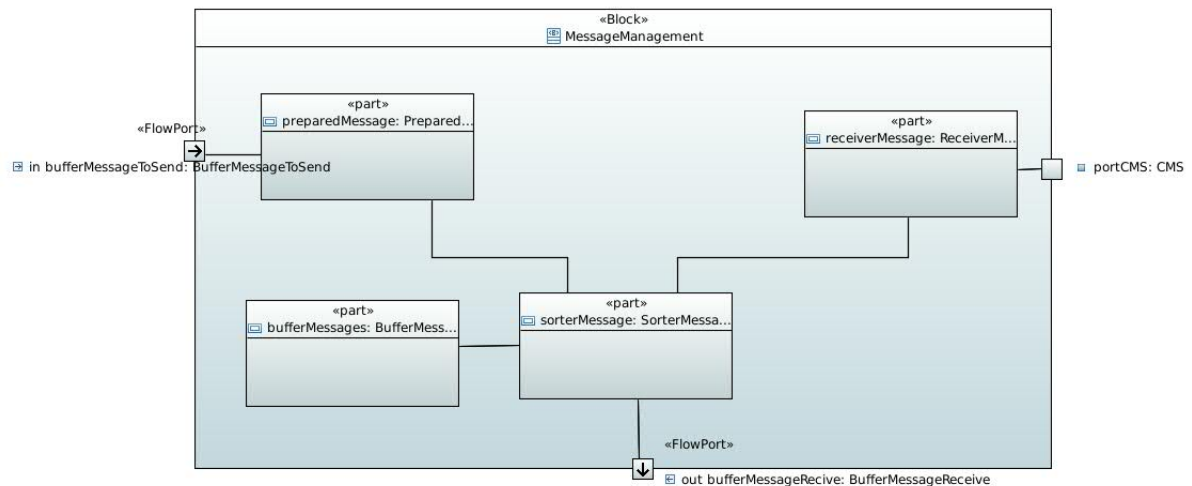 «Block»
MessageManagement
«part»
preparedMessage: Prepared...
«FlowPort»
in bufferMessageToSend: BufferMessageToSend
«part»
receiverMessage: ReceiverM...
portCMS: CMS
«part»
bufferMessages: BufferMess...
«part»
sorterMessage: SorterMessa...
«FlowPort»
out bufferMessageRecive: BufferMessageReceive